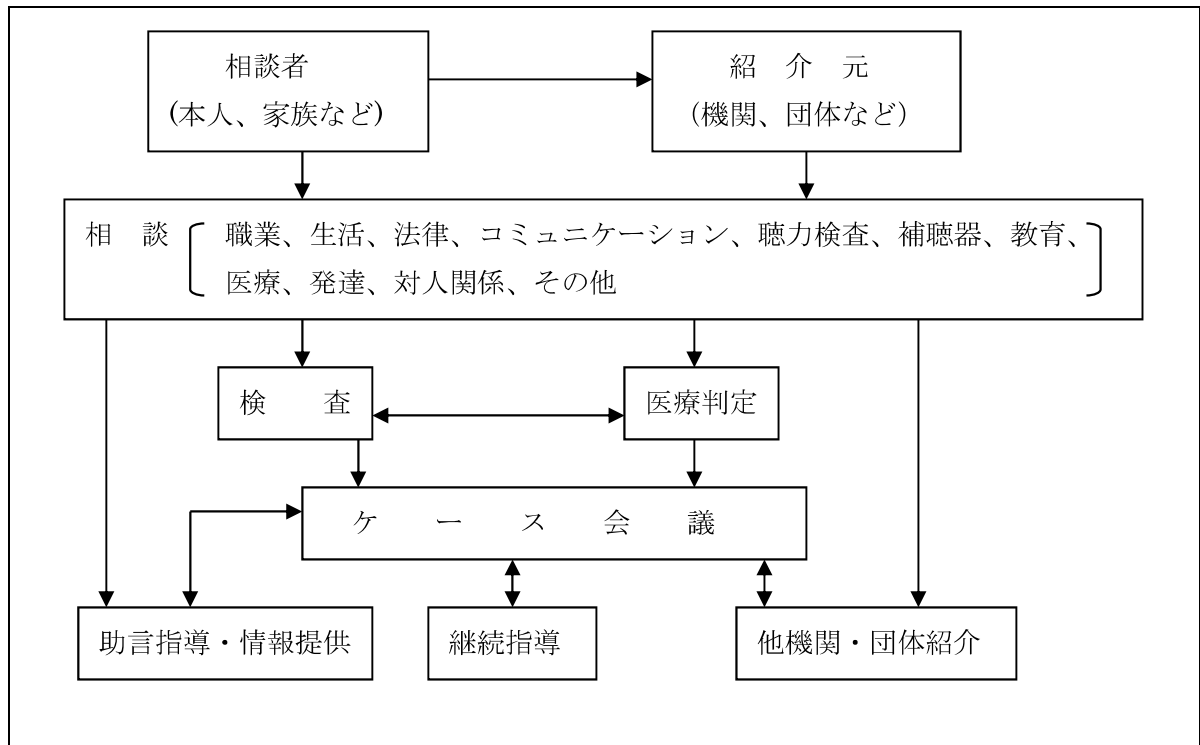 相談者
(本人、家族など)
紹　介　元
（機関、団体など）
相　談
職業、生活、法律、コミュニケーション、聴力検査、補聴器、教育、
医療、発達、対人関係、その他
検　　査
医療判定
ケ　ー　ス　会　議
助言指導・情報提供
継続指導
他機関・団体紹介